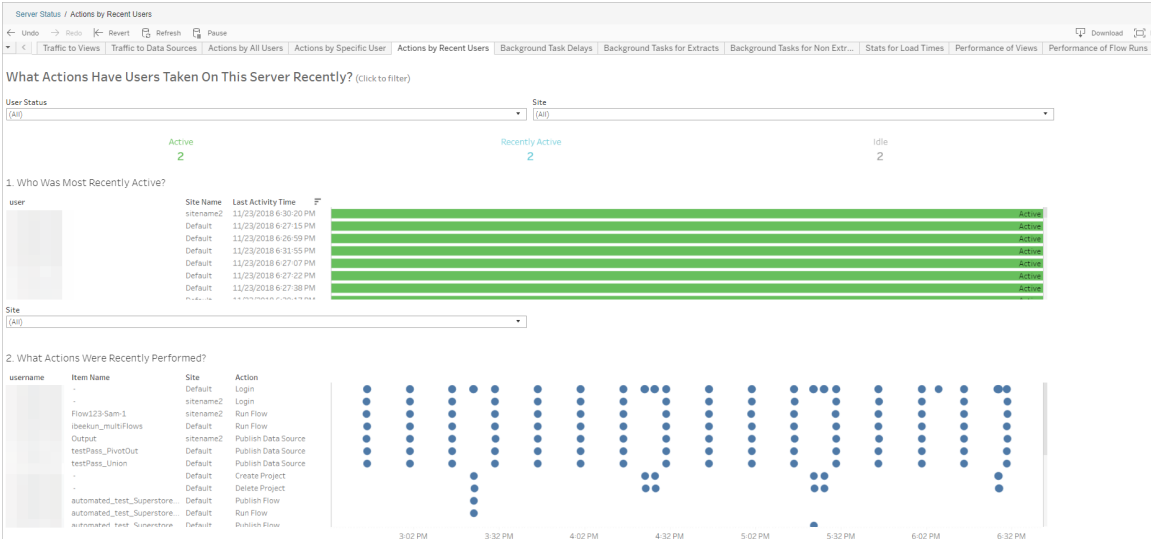 Server Status / Actions by Recent Users
← Undo → Redo Revert Refresh Pause Download
Traffic to Views Traffic to Data Sources Actions by All Users Actions by Specific User Actions by Recent Users Background Task Delays Background Tasks for Extracts Background Tasks for Non Extr... Stats for Load Times Performance of Views Performance of Flow Runs
What Actions Have Users Taken On This Server Recently? (Click to filter)
User Status Site
(All) (All)
Active Recently Active Idle
2 2 2
1. Who Was Most Recently Active?
user Site Name Last Activity Time
sitename2 11/23/2018 6:30:20 PM Active
Default 11/23/2018 6:27:15 PM Active
Default 11/23/2018 6:26:59 PM Active
Default 11/23/2018 6:31:55 PM Active
Default 11/23/2018 6:27:07 PM Active
Default 11/23/2018 6:27:22 PM Active
Default 11/23/2018 6:27:38 PM Active
Site
(All)
2. What Actions Were Recently Performed?
username Item Name Site Action
- Default Login
- sitename2 Login
Flow123-Sam-1 sitename2 Run Flow
ibeekun_multiFlows Default Run Flow
Output sitename2 Publish Data Source
testPass_PivotOut Default Publish Data Source
testPass_Union Default Publish Data Source
- Default Create Project
- Default Delete Project
automated_test_Superstore... Default Publish Flow
automated_test_Superstore... Default Run Flow
automated_test_Superstore... Default Publish Flow
3:02 PM 3:32 PM 4:02 PM 4:32 PM 5:02 PM 5:32 PM 6:02 PM 6:32 PM